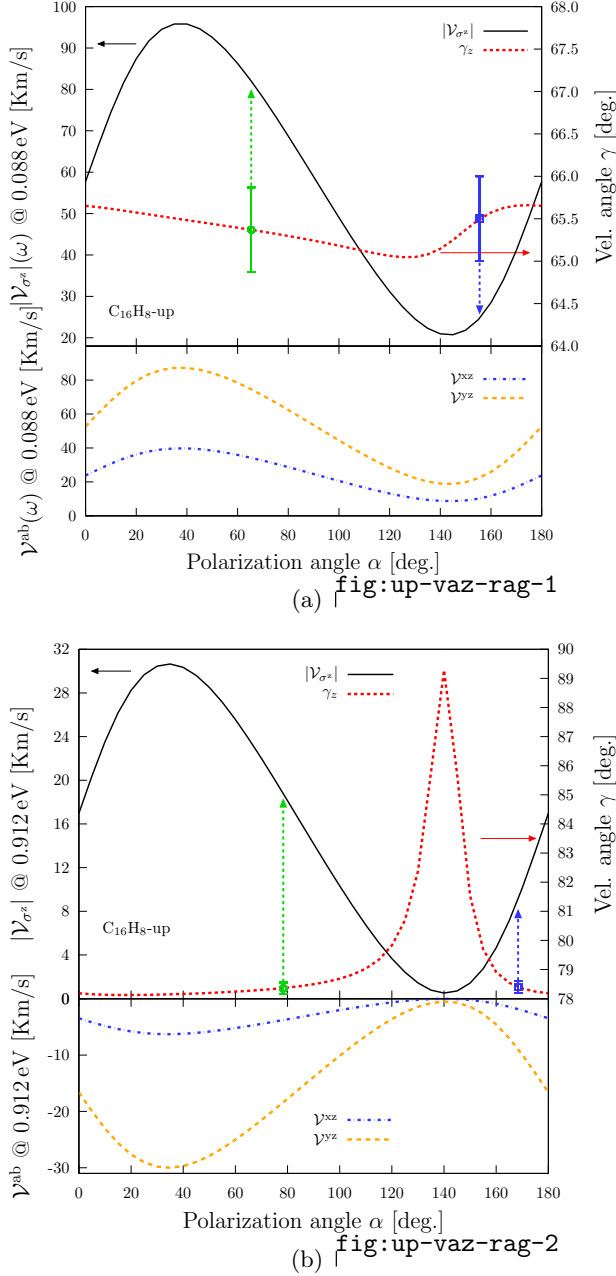 |𝒱σᶻ|
γz
100
90
80
70
60
50
40
30
20
68.0
67.5
67.0
66.5
66.0
65.5
65.0
64.5
64.0
|𝒱σᶻ|(ω) @ 0.088 eV [Km/s]
Vel. angle γ [deg.]
C₁₆H₈-up
𝒱ˣᶻ
𝒱ʸᶻ
80
60
40
20
0
𝒱ᵃᵇ(ω) @ 0.088 eV [Km/s]
0 20 40 60 80 100 120 140 160 180
Polarization angle α [deg.]
(a) fig:up-vaz-rag-1
|𝒱σᶻ|
γz
32
28
24
20
16
12
8
4
0
90
89
88
87
86
85
84
83
82
81
80
79
78
|𝒱σᶻ| @ 0.912 eV [Km/s]
Vel. angle γ [deg.]
C₁₆H₈-up
𝒱ˣᶻ
𝒱ʸᶻ
-10
-20
-30
𝒱ᵃᵇ @ 0.912 eV [Km/s]
0 20 40 60 80 100 120 140 160 180
Polarization angle α [deg.]
(b) fig:up-vaz-rag-2